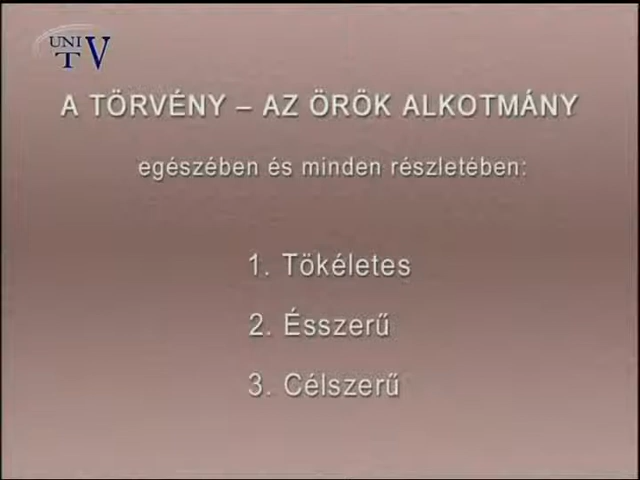 UNI
TV
A TÖRVÉNY – AZ ÖRÖK ALKOTMÁNY
egészében és minden részletében:
1. Tökéletes
2. Ésszerű
3. Célszerű